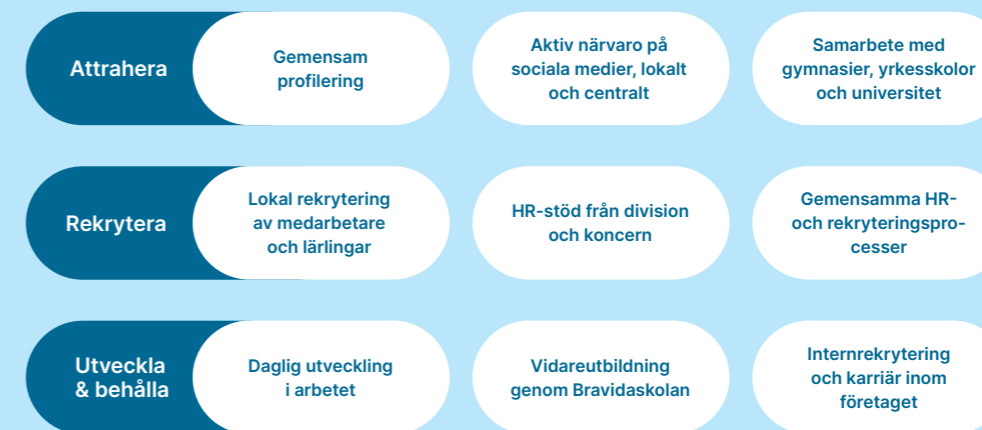 Attrahera
Gemensam
profilering
Aktiv närvaro på
sociala medier, lokalt
och centralt
Samarbete med
gymnasier, yrkesskolor
och universitet
Rekrytera
Lokal rekrytering
av medarbetare
och lärlingar
HR-stöd från division
och koncern
Gemensamma HR-
och rekryteringspro-
cesser
Utveckla
& behålla
Daglig utveckling
i arbetet
Vidareutbildning
genom Bravidaskolan
Internrekrytering
och karriär inom
företaget